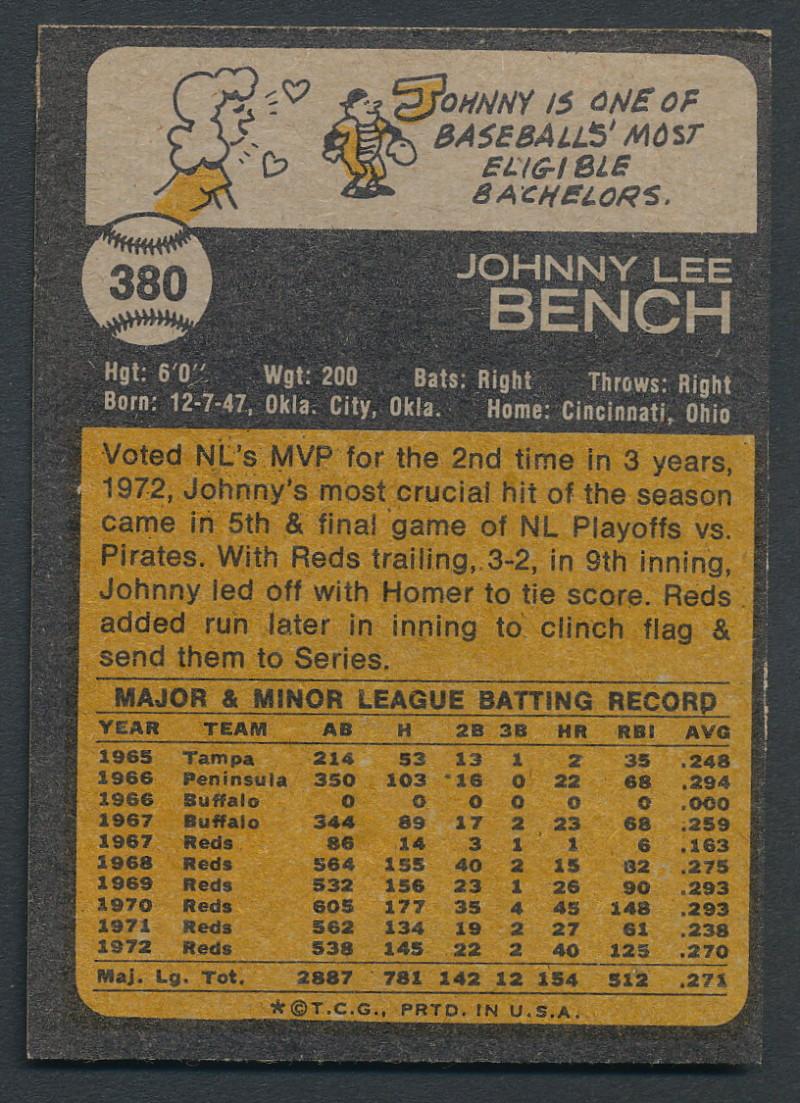 JOHNNY IS ONE OF
BASEBALLS' MOST
ELIGIBLE
BACHELORS.
380
JOHNNY LEE
BENCH
Hgt: 6'0" Wgt: 200 Bats: Right Throws: Right
Born: 12-7-47, Okla. City, Okla. Home: Cincinnati, Ohio
Voted NL's MVP for the 2nd time in 3 years,
1972, Johnny's most crucial hit of the season
came in 5th & final game of NL Playoffs vs.
Pirates. With Reds trailing, 3-2, in 9th inning,
Johnny led off with Homer to tie score. Reds
added run later in inning to clinch flag &
send them to Series.
MAJOR & MINOR LEAGUE BATTING RECORD
YEAR TEAM AB H 2B 3B HR RBI AVG
1965 Tampa 214 53 13 1 2 35 .248
1966 Peninsula 350 103 16 0 22 68 .294
1966 Buffalo 0 0 0 0 0 0 .000
1967 Buffalo 344 89 17 2 23 68 .259
1967 Reds 86 14 3 1 1 6 .163
1968 Reds 564 155 40 2 15 82 .275
1969 Reds 532 156 23 1 26 90 .293
1970 Reds 605 177 35 4 45 148 .293
1971 Reds 562 134 19 2 27 61 .238
1972 Reds 538 145 22 2 40 125 .270
Maj. Lg. Tot. 2887 781 142 12 154 512 .271
*©T.C.G., PRTD. IN U.S.A.